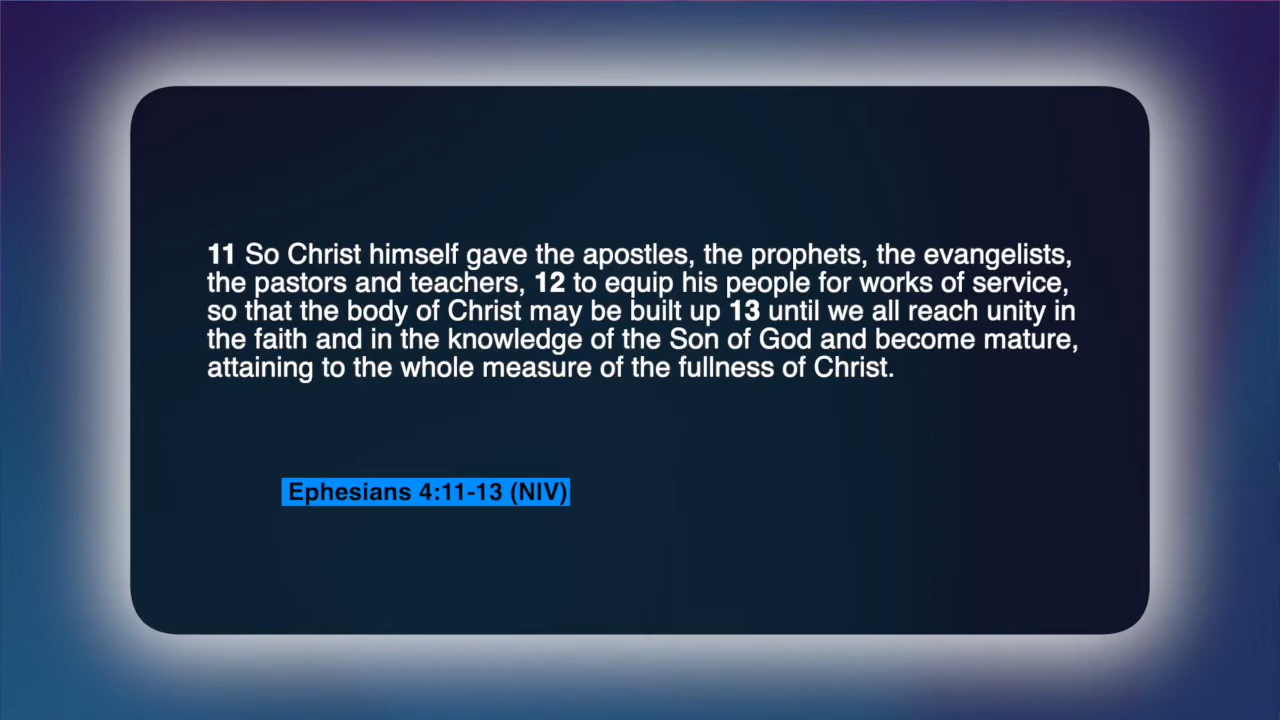 11 So Christ himself gave the apostles, the prophets, the evangelists,
the pastors and teachers, 12 to equip his people for works of service,
so that the body of Christ may be built up 13 until we all reach unity in
the faith and in the knowledge of the Son of God and become mature,
attaining to the whole measure of the fullness of Christ.
Ephesians 4:11-13 (NIV)